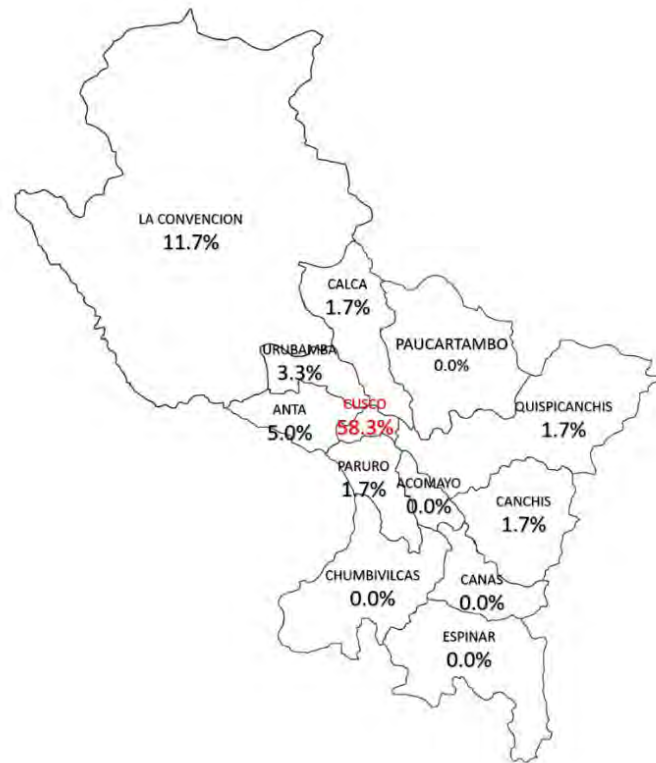 LA CONVENCION
11.7%
CALCA
1.7%
PAUCARTAMBO
0.0%
URUBAMBA
3.3%
CUSCO
58.3%
ANTA
5.0%
QUISPICANCHIS
1.7%
PARURO
1.7%
ACOMAYO
0.0%
CANCHIS
1.7%
CHUMBIVILCAS
0.0%
CANAS
0.0%
ESPINAR
0.0%